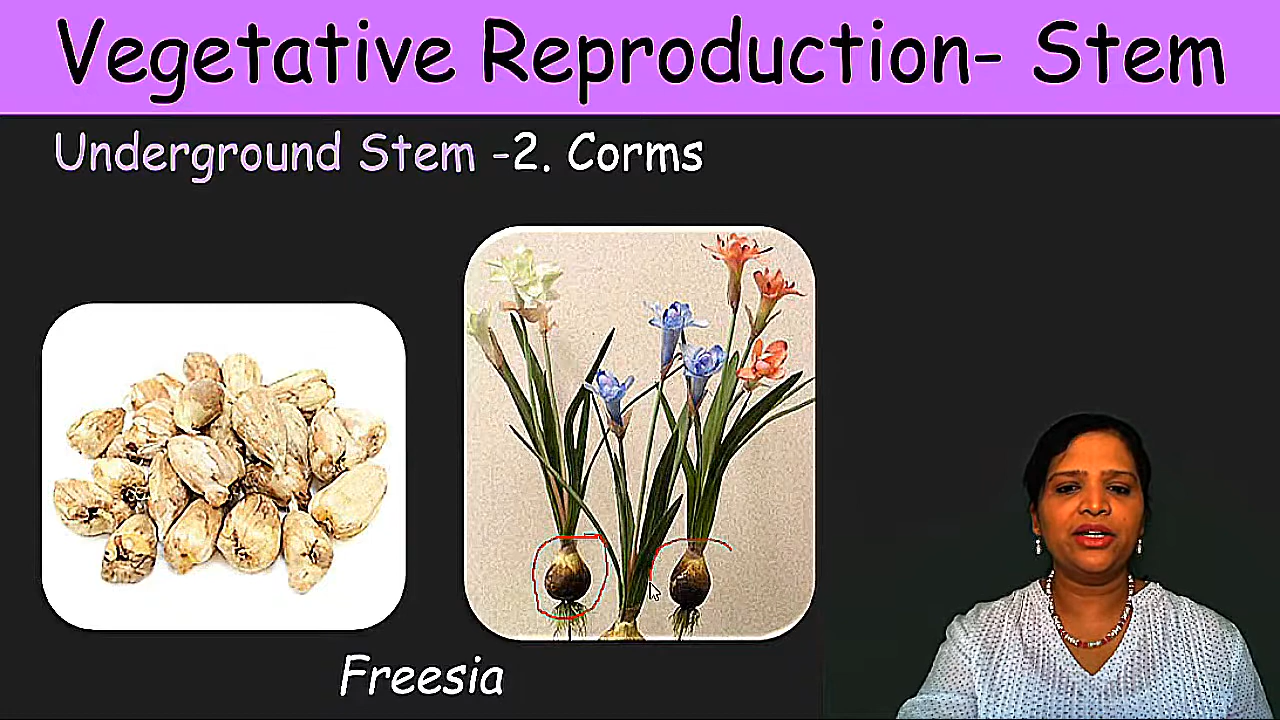 Vegetative Reproduction- Stem
Underground Stem -2. Corms
Freesia